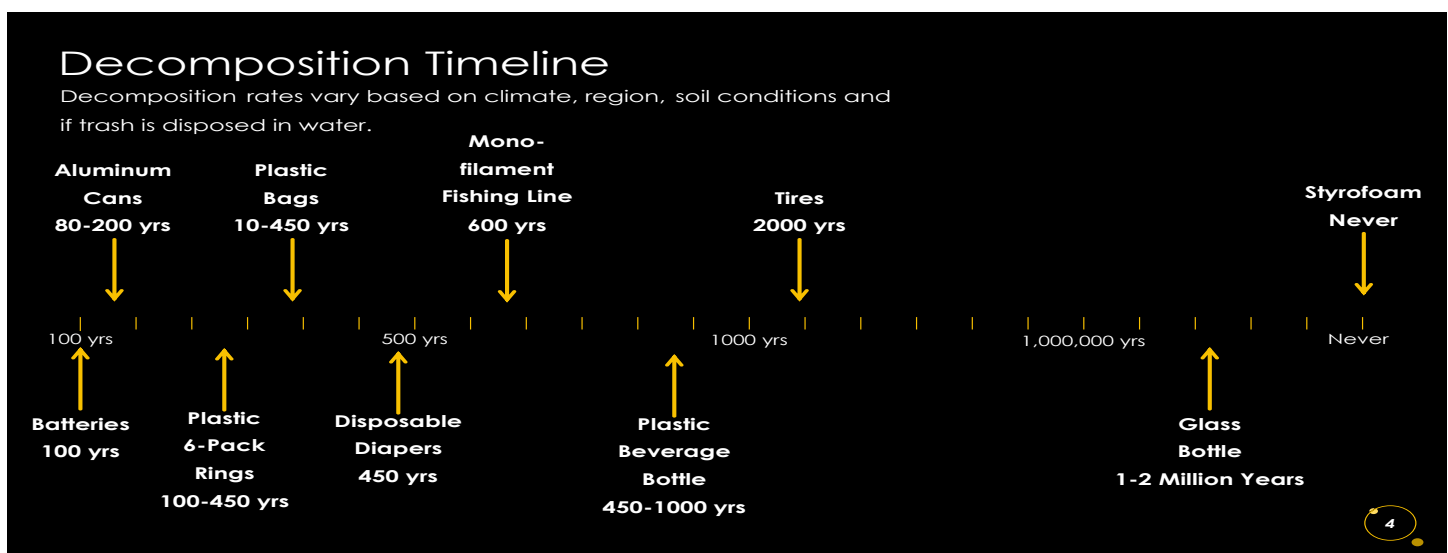 Decomposition Timeline
Decomposition rates vary based on climate, region, soil conditions and
if trash is disposed in water.
Aluminum
Cans
80-200 yrs
Plastic
Bags
10-450 yrs
Mono-
filament
Fishing Line
600 yrs
Tires
2000 yrs
Styrofoam
Never
100 yrs
500 yrs
1000 yrs
1,000,000 yrs
Never
Batteries
100 yrs
Plastic
6-Pack
Rings
100-450 yrs
Disposable
Diapers
450 yrs
Plastic
Beverage
Bottle
450-1000 yrs
Glass
Bottle
1-2 Million Years
4